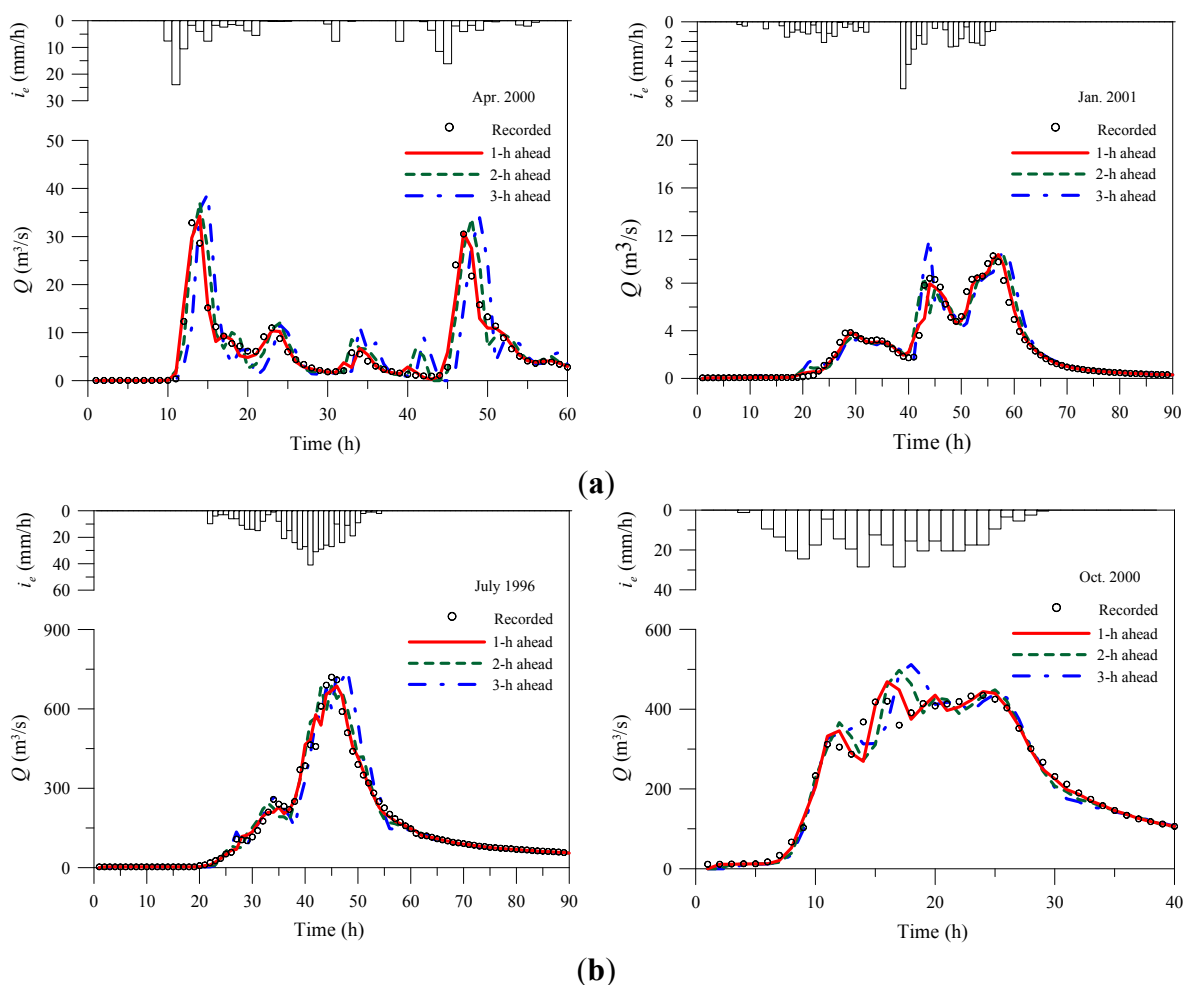 0
10
20
30
i_e (mm/h)
Apr. 2000
Recorded
1-h ahead
2-h ahead
3-h ahead
50
40
30
20
10
0
Q (m³/s)
0 10 20 30 40 50 60
Time (h)
0
2
4
6
8
i_e (mm/h)
Jan. 2001
Recorded
1-h ahead
2-h ahead
3-h ahead
20
16
12
8
4
0
Q (m³/s)
0 10 20 30 40 50 60 70 80 90
Time (h)
(a)
0
20
40
60
i_e (mm/h)
July 1996
Recorded
1-h ahead
2-h ahead
3-h ahead
900
600
300
0
Q (m³/s)
0 10 20 30 40 50 60 70 80 90
Time (h)
0
20
40
i_e (mm/h)
Oct. 2000
Recorded
1-h ahead
2-h ahead
3-h ahead
600
400
200
0
Q (m³/s)
0 10 20 30 40
Time (h)
(b)